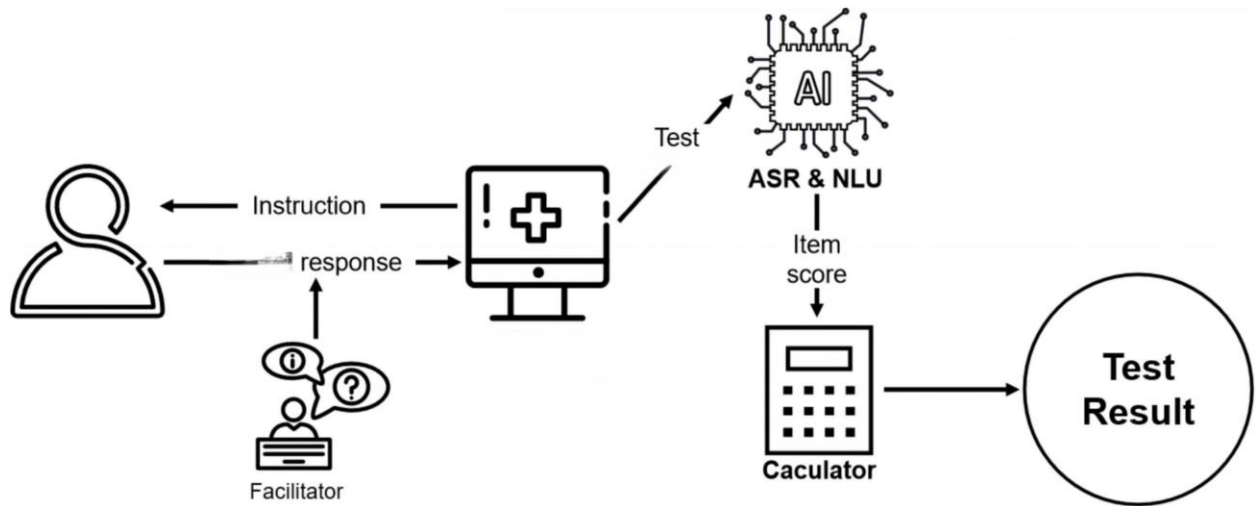 AI
Test
ASR & NLU
Instruction
Item
score
response
i
?
Test
Result
Caculator
Facilitator